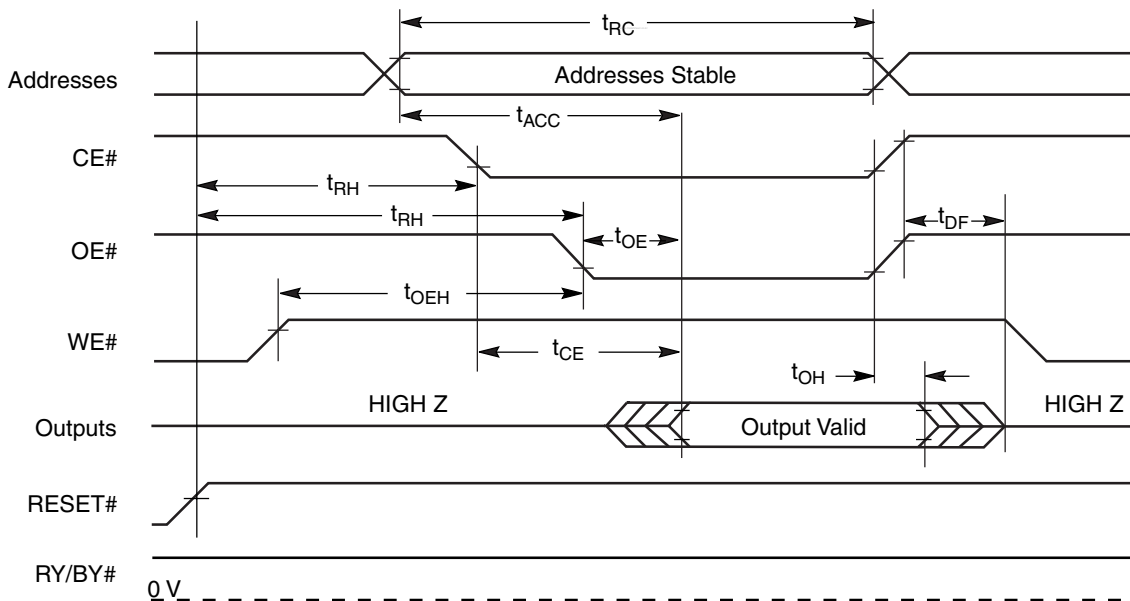 tRC
Addresses
Addresses Stable
tACC
CE#
tRH
tRH
tOE
tDF
OE#
tOEH
WE#
tCE
tOH
HIGH Z
HIGH Z
Outputs
Output Valid
RESET#
RY/BY#
0 V